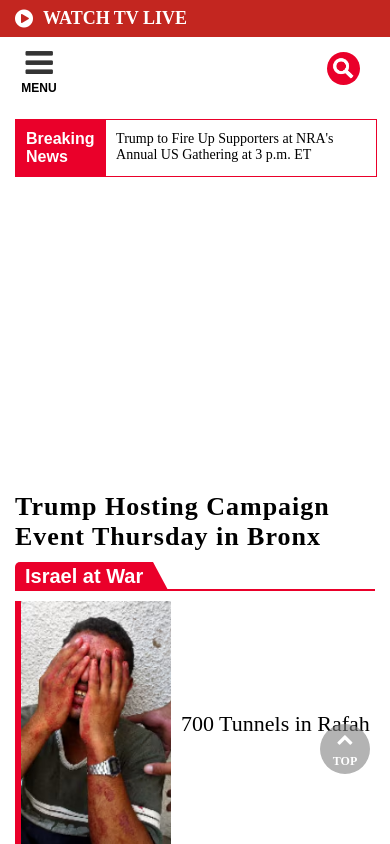 WATCH TV LIVE
MENU
Breaking
News
Trump to Fire Up Supporters at NRA's
Annual US Gathering at 3 p.m. ET
Trump Hosting Campaign
Event Thursday in Bronx
Israel at War
700 Tunnels in Rafah
TOP